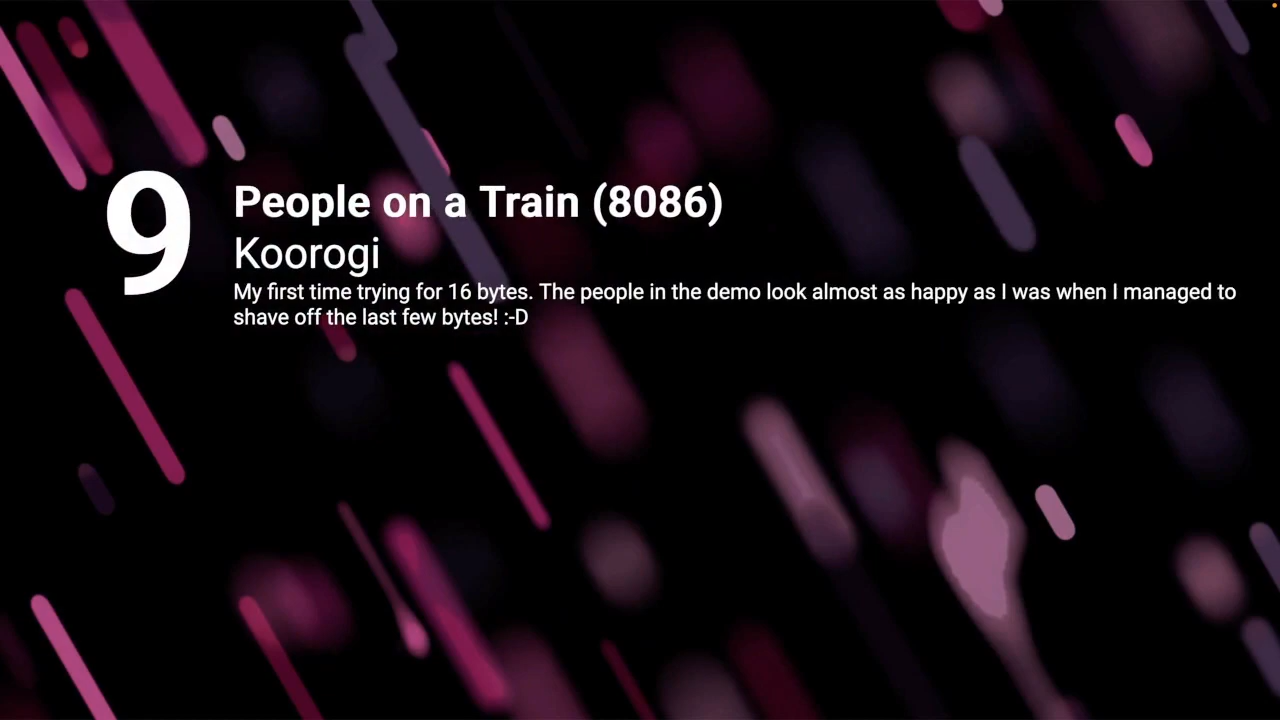 9
People on a Train (8086)
Koorogi
My first time trying for 16 bytes. The people in the demo look almost as happy as I was when I managed to
shave off the last few bytes! :-D